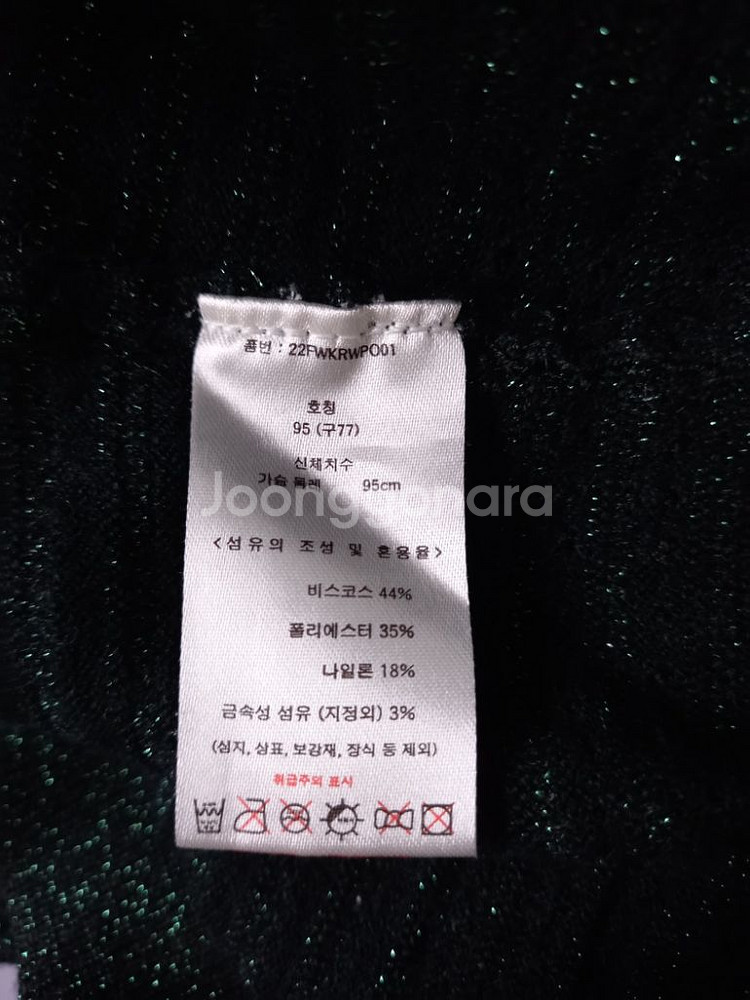 품번 : 22FWKRWPO01
호칭
95 (구77)
신체치수
가슴 둘레 95cm
Joonggonara
<섬유의 조성 및 혼용율>
비스코스 44%
폴리에스터 35%
나일론 18%
금속성 섬유 (지정외) 3%
(심지, 상표, 보강재, 장식 등 제외)
취급주의 표시